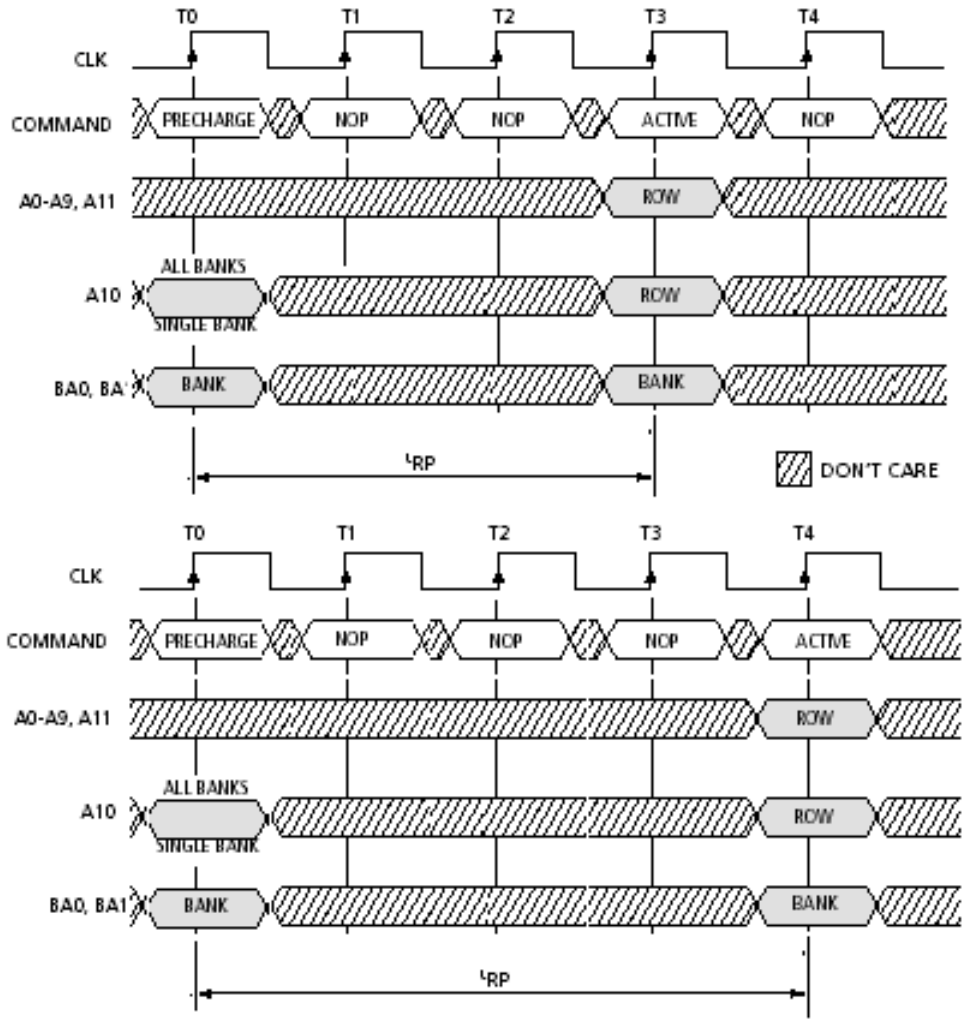 T0 T1 T2 T3 T4
CLK
COMMAND PRECHARGE NOP NOP ACTIVE NOP
A0-A9, A11 ROW
ALL BANKS
A10 ROW
SINGLE BANK
BA0, BA BANK BANK
tRP
DON'T CARE
T0 T1 T2 T3 T4
CLK
COMMAND PRECHARGE NOP NOP NOP ACTIVE
A0-A9, A11 ROW
ALL BANKS
A10 ROW
SINGLE BANK
BA0, BA1 BANK BANK
tRP